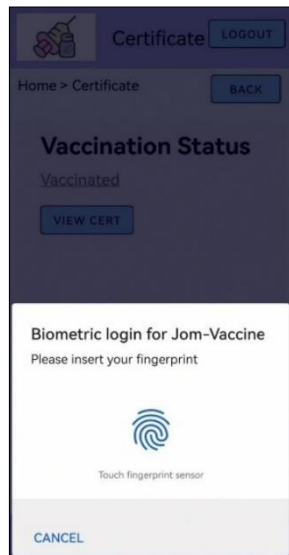 Certificate LOGOUT
Home > Certificate BACK
Vaccination Status
Vaccinated
VIEW CERT
Biometric login for Jom-Vaccine
Please insert your fingerprint
Touch fingerprint sensor
CANCEL